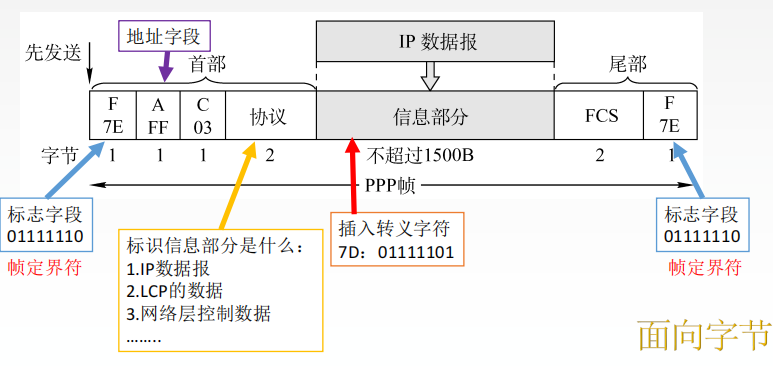 地址字段
IP 数据报
先发送
首部
尾部
F
7E
A
FF
C
03
协议
信息部分
FCS
F
7E
字节
1
1
1
2
不超过1500B
2
1
PPP帧
标志字段
01111110
帧定界符
标识信息部分是什么：
1.IP数据报
2.LCP的数据
3.网络层控制数据
……..
插入转义字符
7D：01111101
标志字段
01111110
帧定界符
面向字节